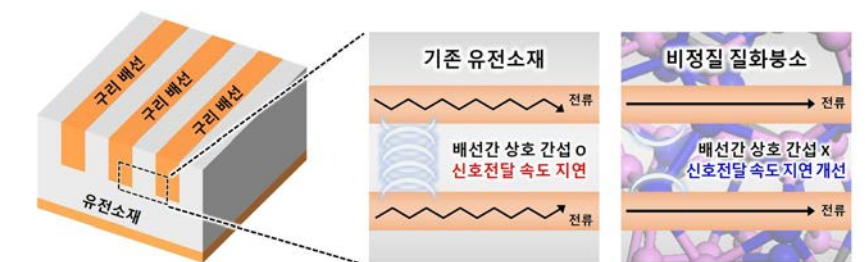 구리 배선
구리 배선
구리 배선
유전소재
기존 유전소재
전류
배선간 상호 간섭 o
신호전달 속도 지연
전류
비정질 질화붕소
전류
배선간 상호 간섭 x
신호전달 속도 지연 개선
전류